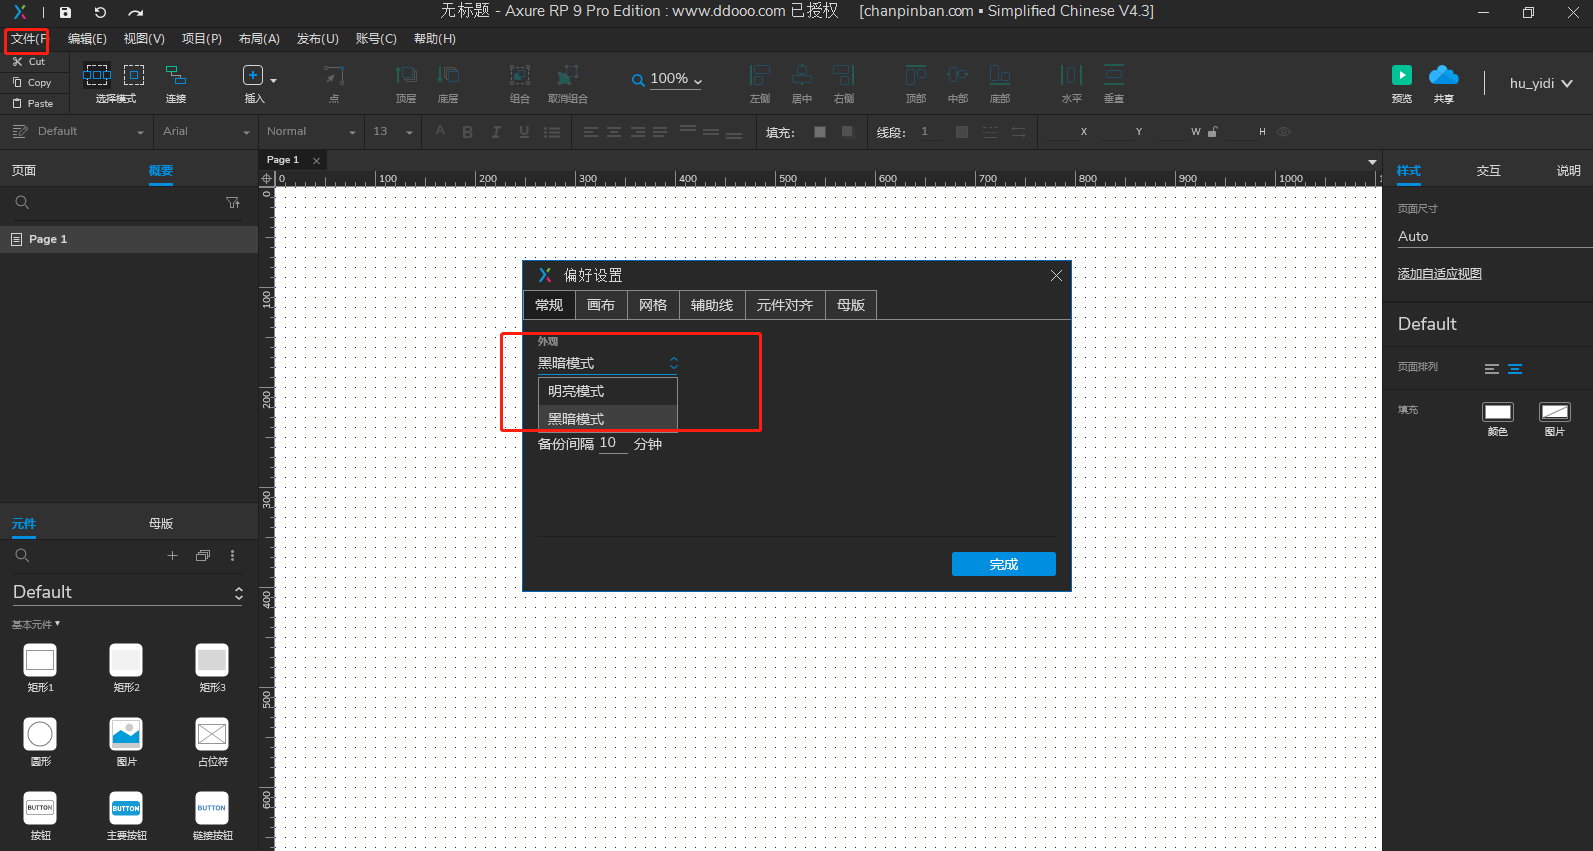 无标题 - Axure RP 9 Pro Edition : www.ddooo.com 已授权 [chanpinban.com ▪ Simplified Chinese V4.3]
文件(F 编辑(E) 视图(V) 项目(P) 布局(A) 发布(U) 账号(C) 帮助(H)
Cut
Copy
Paste
选择模式 连接 插入 点 顶层 底层 组合 取消组合 100% 左侧 居中 右侧 顶部 中部 底部 水平 垂直 预览 共享 hu_yidi
Default Arial Normal 13 填充: 线段: 1 X Y W H
页面 概要
Page 1
Page 1
0 100 200 300 400 500 600 700 800 900 1000 1
0
100
200
300
400
500
600
偏好设置
常规 画布 网格 辅助线 元件对齐 母版
外观
黑暗模式
明亮模式
黑暗模式
备份间隔 10 分钟
完成
样式 交互 说明
页面尺寸
Auto
添加自适应视图
Default
页面排列
填充
颜色 图片
元件 母版
Default
基本元件
矩形1 矩形2 矩形3
圆形 图片 占位符
BUTTON BUTTON BUTTON
按钮 主要按钮 链接按钮